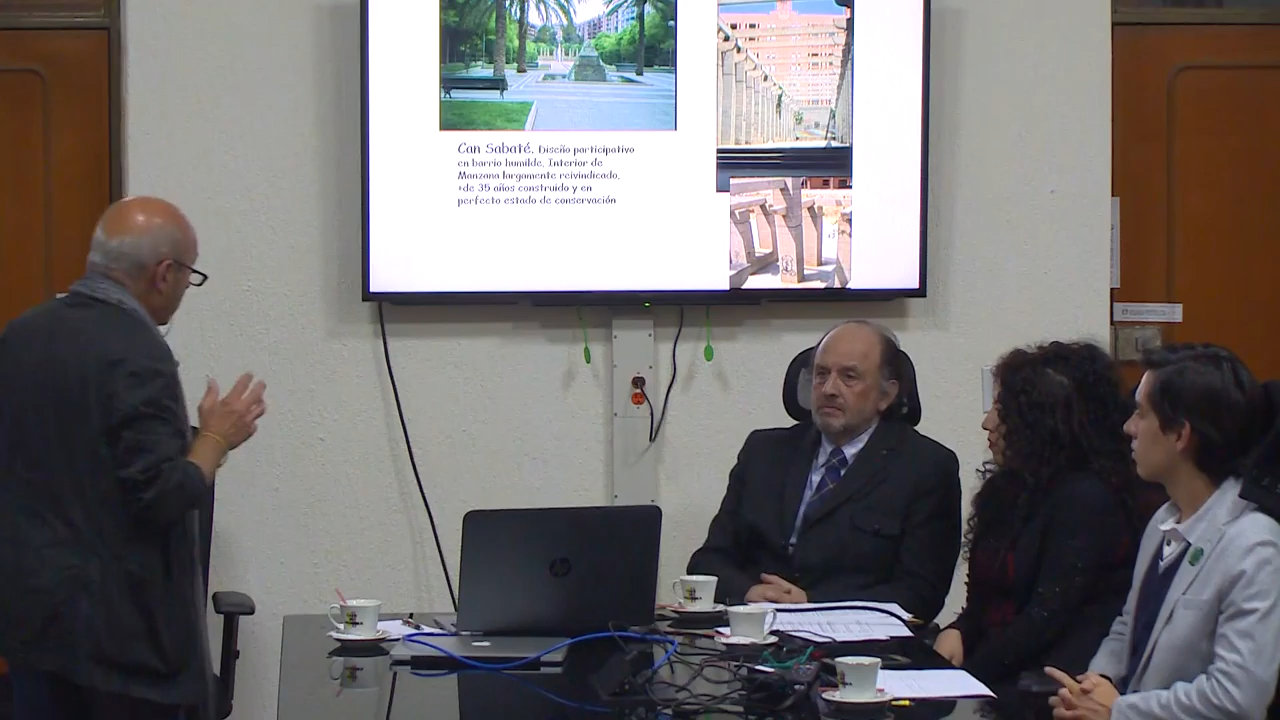 Can Sabaté. Diseño participativo
en barrio humilde. Interior de
Manzana largamente reivindicado.
+de 35 años construido y en
perfecto estado de conservación
hp